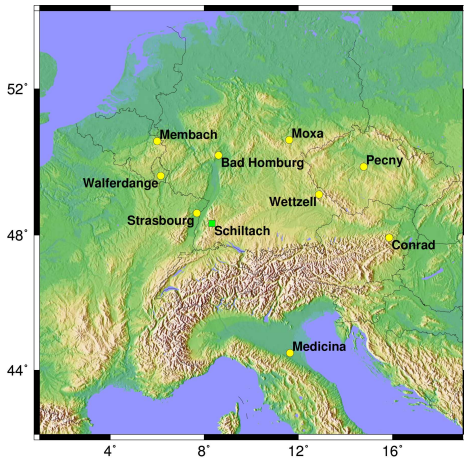 52°
Membach
Moxa
Bad Homburg
Pecny
Walferdange
Wettzell
Strasbourg
Schiltach
48°
Conrad
Medicina
44°
4° 8° 12° 16°